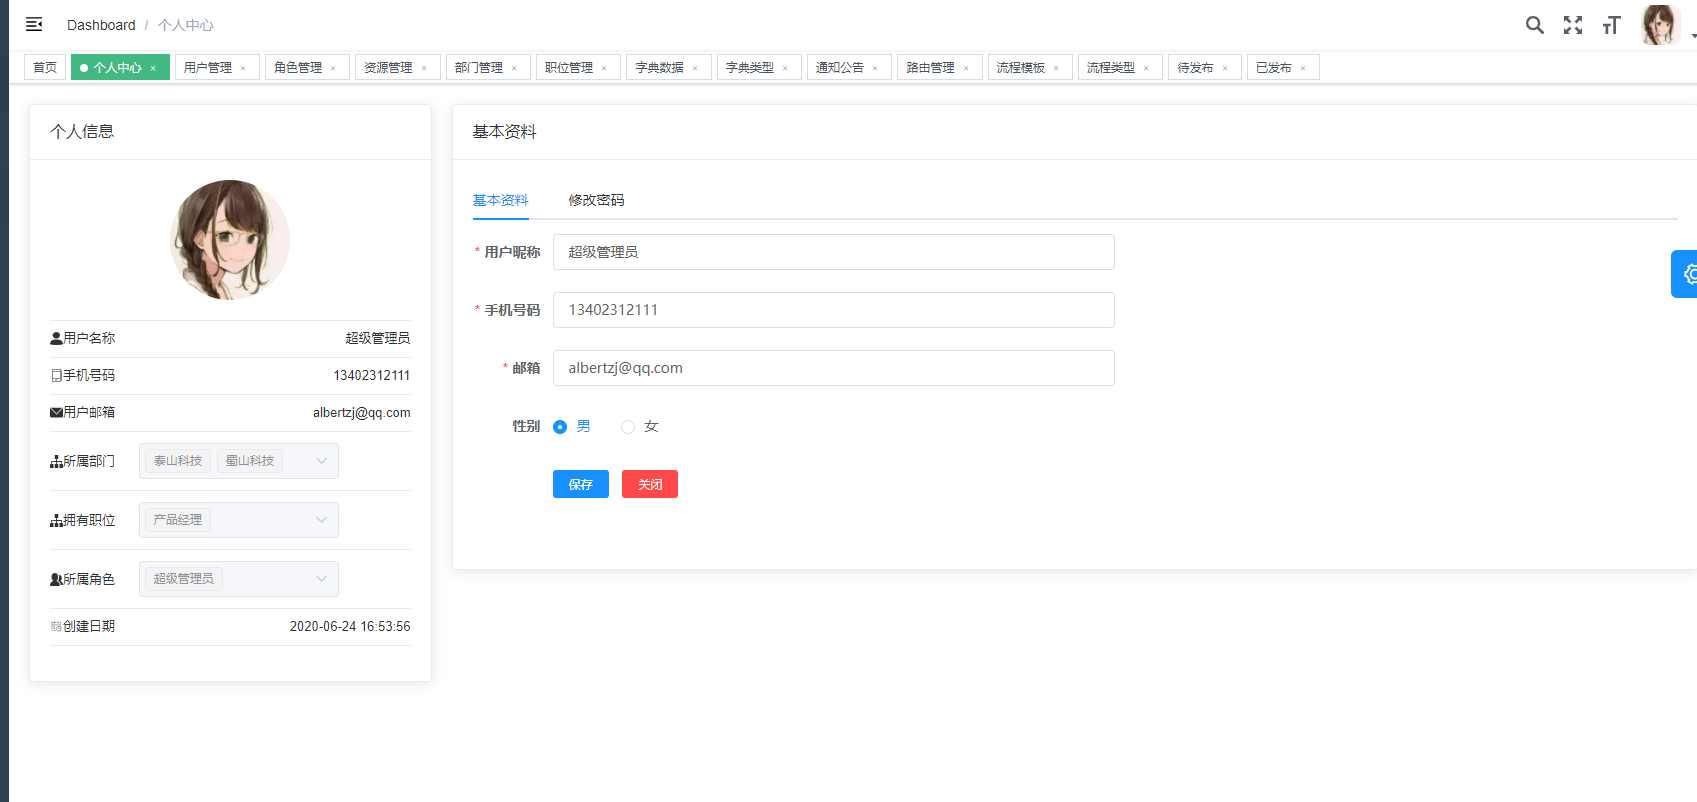 Dashboard / 个人中心
首页 个人中心 × 用户管理 × 角色管理 × 资源管理 × 部门管理 × 职位管理 × 字典数据 × 字典类型 × 通知公告 × 路由管理 × 流程模板 × 流程类型 × 待发布 × 已发布 ×
个人信息
用户名称 超级管理员
手机号码 13402312111
用户邮箱 albertzj@qq.com
所属部门 泰山科技 蜀山科技
拥有职位 产品经理
所属角色 超级管理员
创建日期 2020-06-24 16:53:56
基本资料
基本资料 修改密码
* 用户昵称 超级管理员
* 手机号码 13402312111
* 邮箱 albertzj@qq.com
性别 男 女
保存 关闭